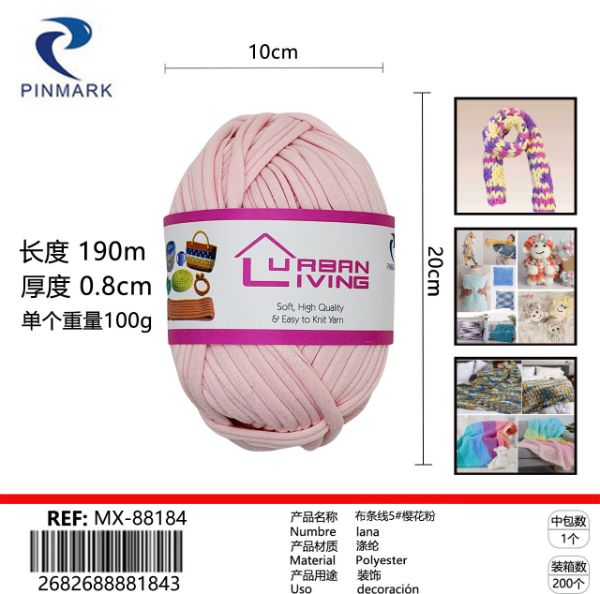 PINMARK
10cm
20cm
长度 190m
厚度 0.8cm
单个重量100g
PINMARK
URBAN
LIVING
Soft, High Quality
& Easy to Knit Yarn
REF: MX-88184
2682688881843
产品名称 布条线5#樱花粉
Numbre lana
产品材质 涤纶
Material Polyester
产品用途 装饰
Uso decoración
中包数
1个
装箱数
200个